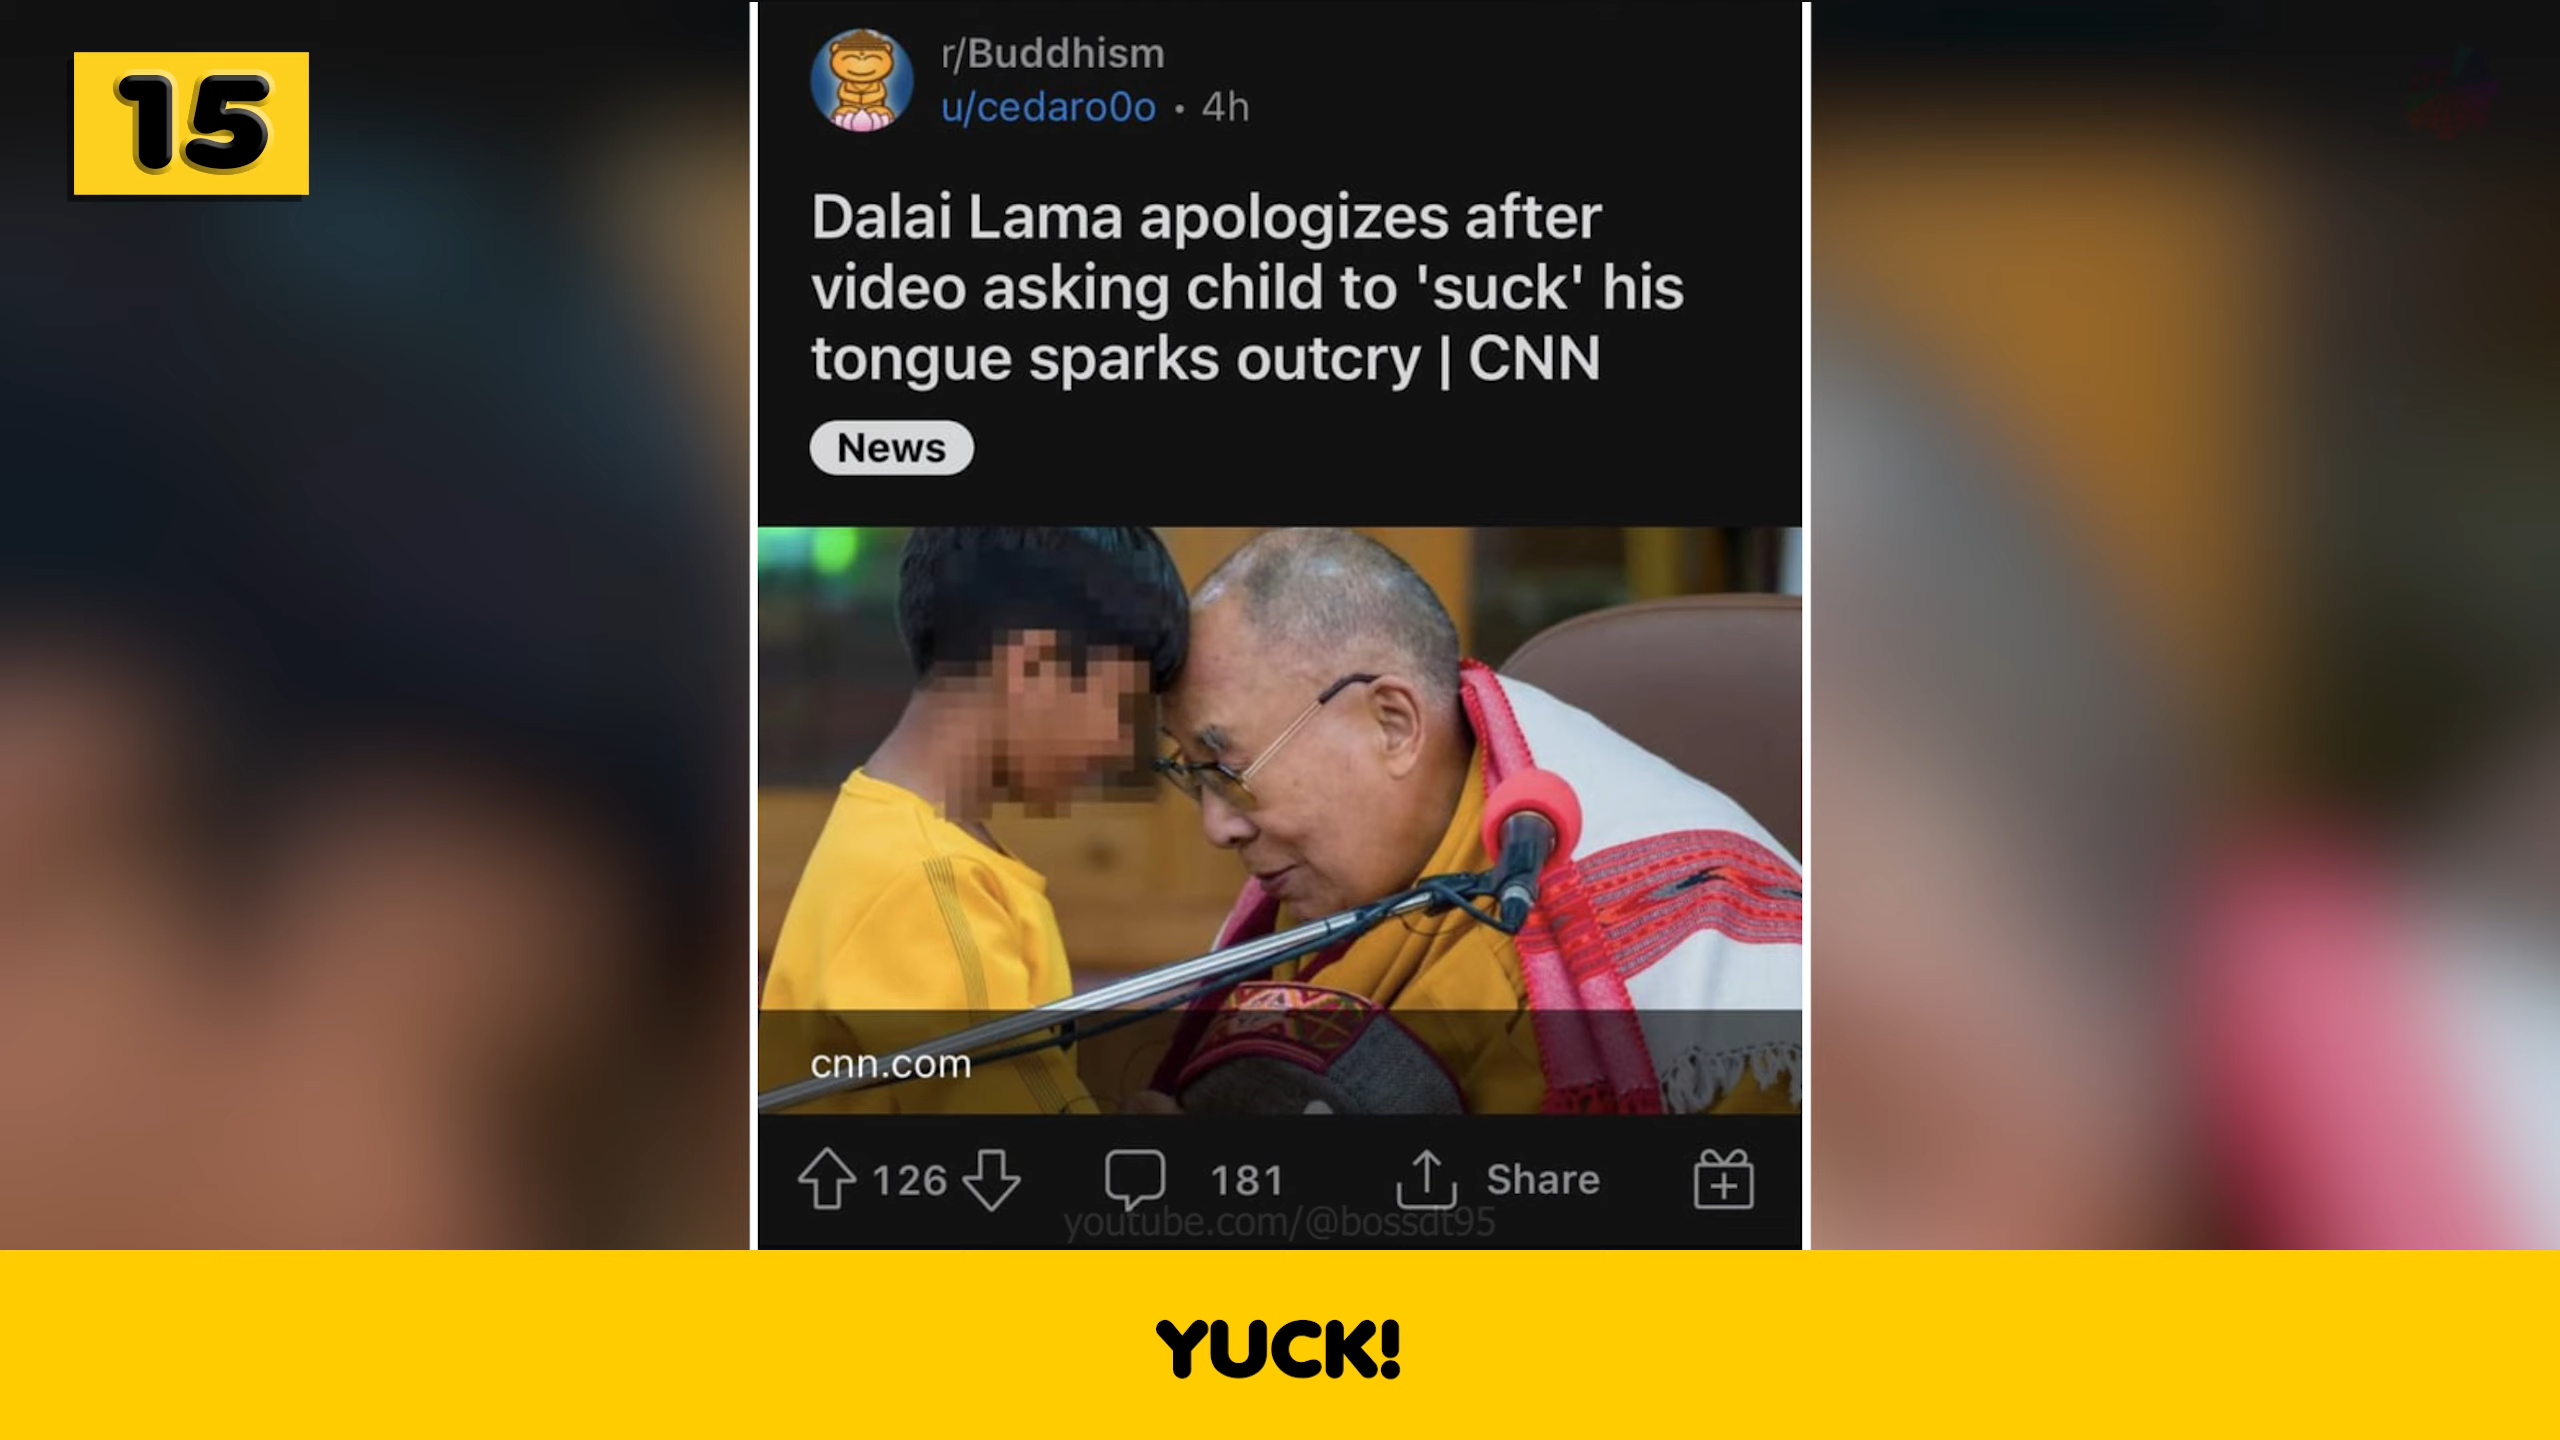 15
r/Buddhism
u/cedaro0o • 4h
Dalai Lama apologizes after
video asking child to 'suck' his
tongue sparks outcry | CNN
News
cnn.com
126
181
Share
youtube.com/@bossdt95
YUCK!